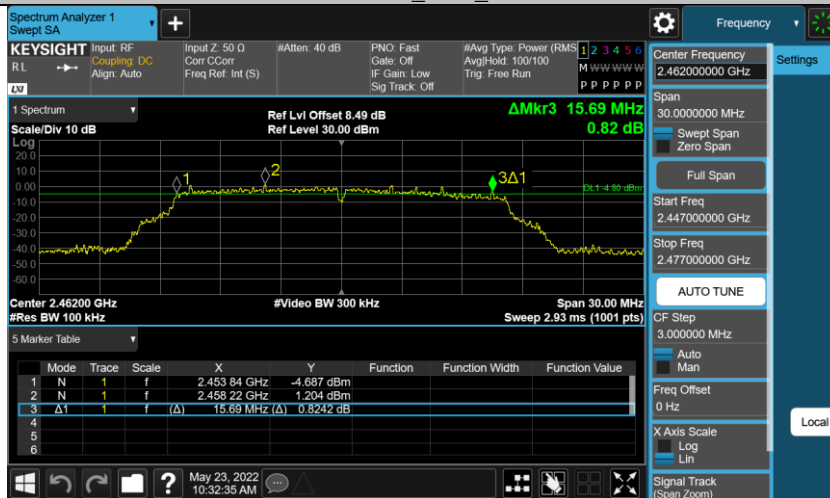 Spectrum Analyzer 1
Swept SA
+
Frequency
KEYSIGHT
RL
LXI
Input: RF
Coupling: DC
Align: Auto
Input Z: 50 Ω
Corr CCorr
Freq Ref: Int (S)
#Atten: 40 dB
PNO: Fast
Gate: Off
IF Gain: Low
Sig Track: Off
#Avg Type: Power (RMS
Avg|Hold: 100/100
Trig: Free Run
1 2 3 4 5 6
M W W W W W
P P P P P P
1 Spectrum
Scale/Div 10 dB
Ref Lvl Offset 8.49 dB
Ref Level 30.00 dBm
ΔMkr3 15.69 MHz
0.82 dB
Log
20.0
10.0
0.00
-10.0
-20.0
-30.0
-40.0
-50.0
-60.0
1
2
3Δ1
DL1 -4.80 dBm
Center 2.46200 GHz
#Res BW 100 kHz
#Video BW 300 kHz
Span 30.00 MHz
Sweep 2.93 ms (1001 pts)
5 Marker Table
Mode Trace Scale X Y Function Function Width Function Value
1 N 1 f 2.453 84 GHz -4.687 dBm
2 N 1 f 2.458 22 GHz 1.204 dBm
3 Δ1 1 f (Δ) 15.69 MHz (Δ) 0.8242 dB
4
5
6
May 23, 2022
10:32:35 AM
?
Center Frequency
2.462000000 GHz
Span
30.0000000 MHz
Swept Span
Zero Span
Full Span
Start Freq
2.447000000 GHz
Stop Freq
2.477000000 GHz
AUTO TUNE
CF Step
3.000000 MHz
Auto
Man
Freq Offset
0 Hz
X Axis Scale
Log
Lin
Signal Track
(Span Zoom)
Settings
Local